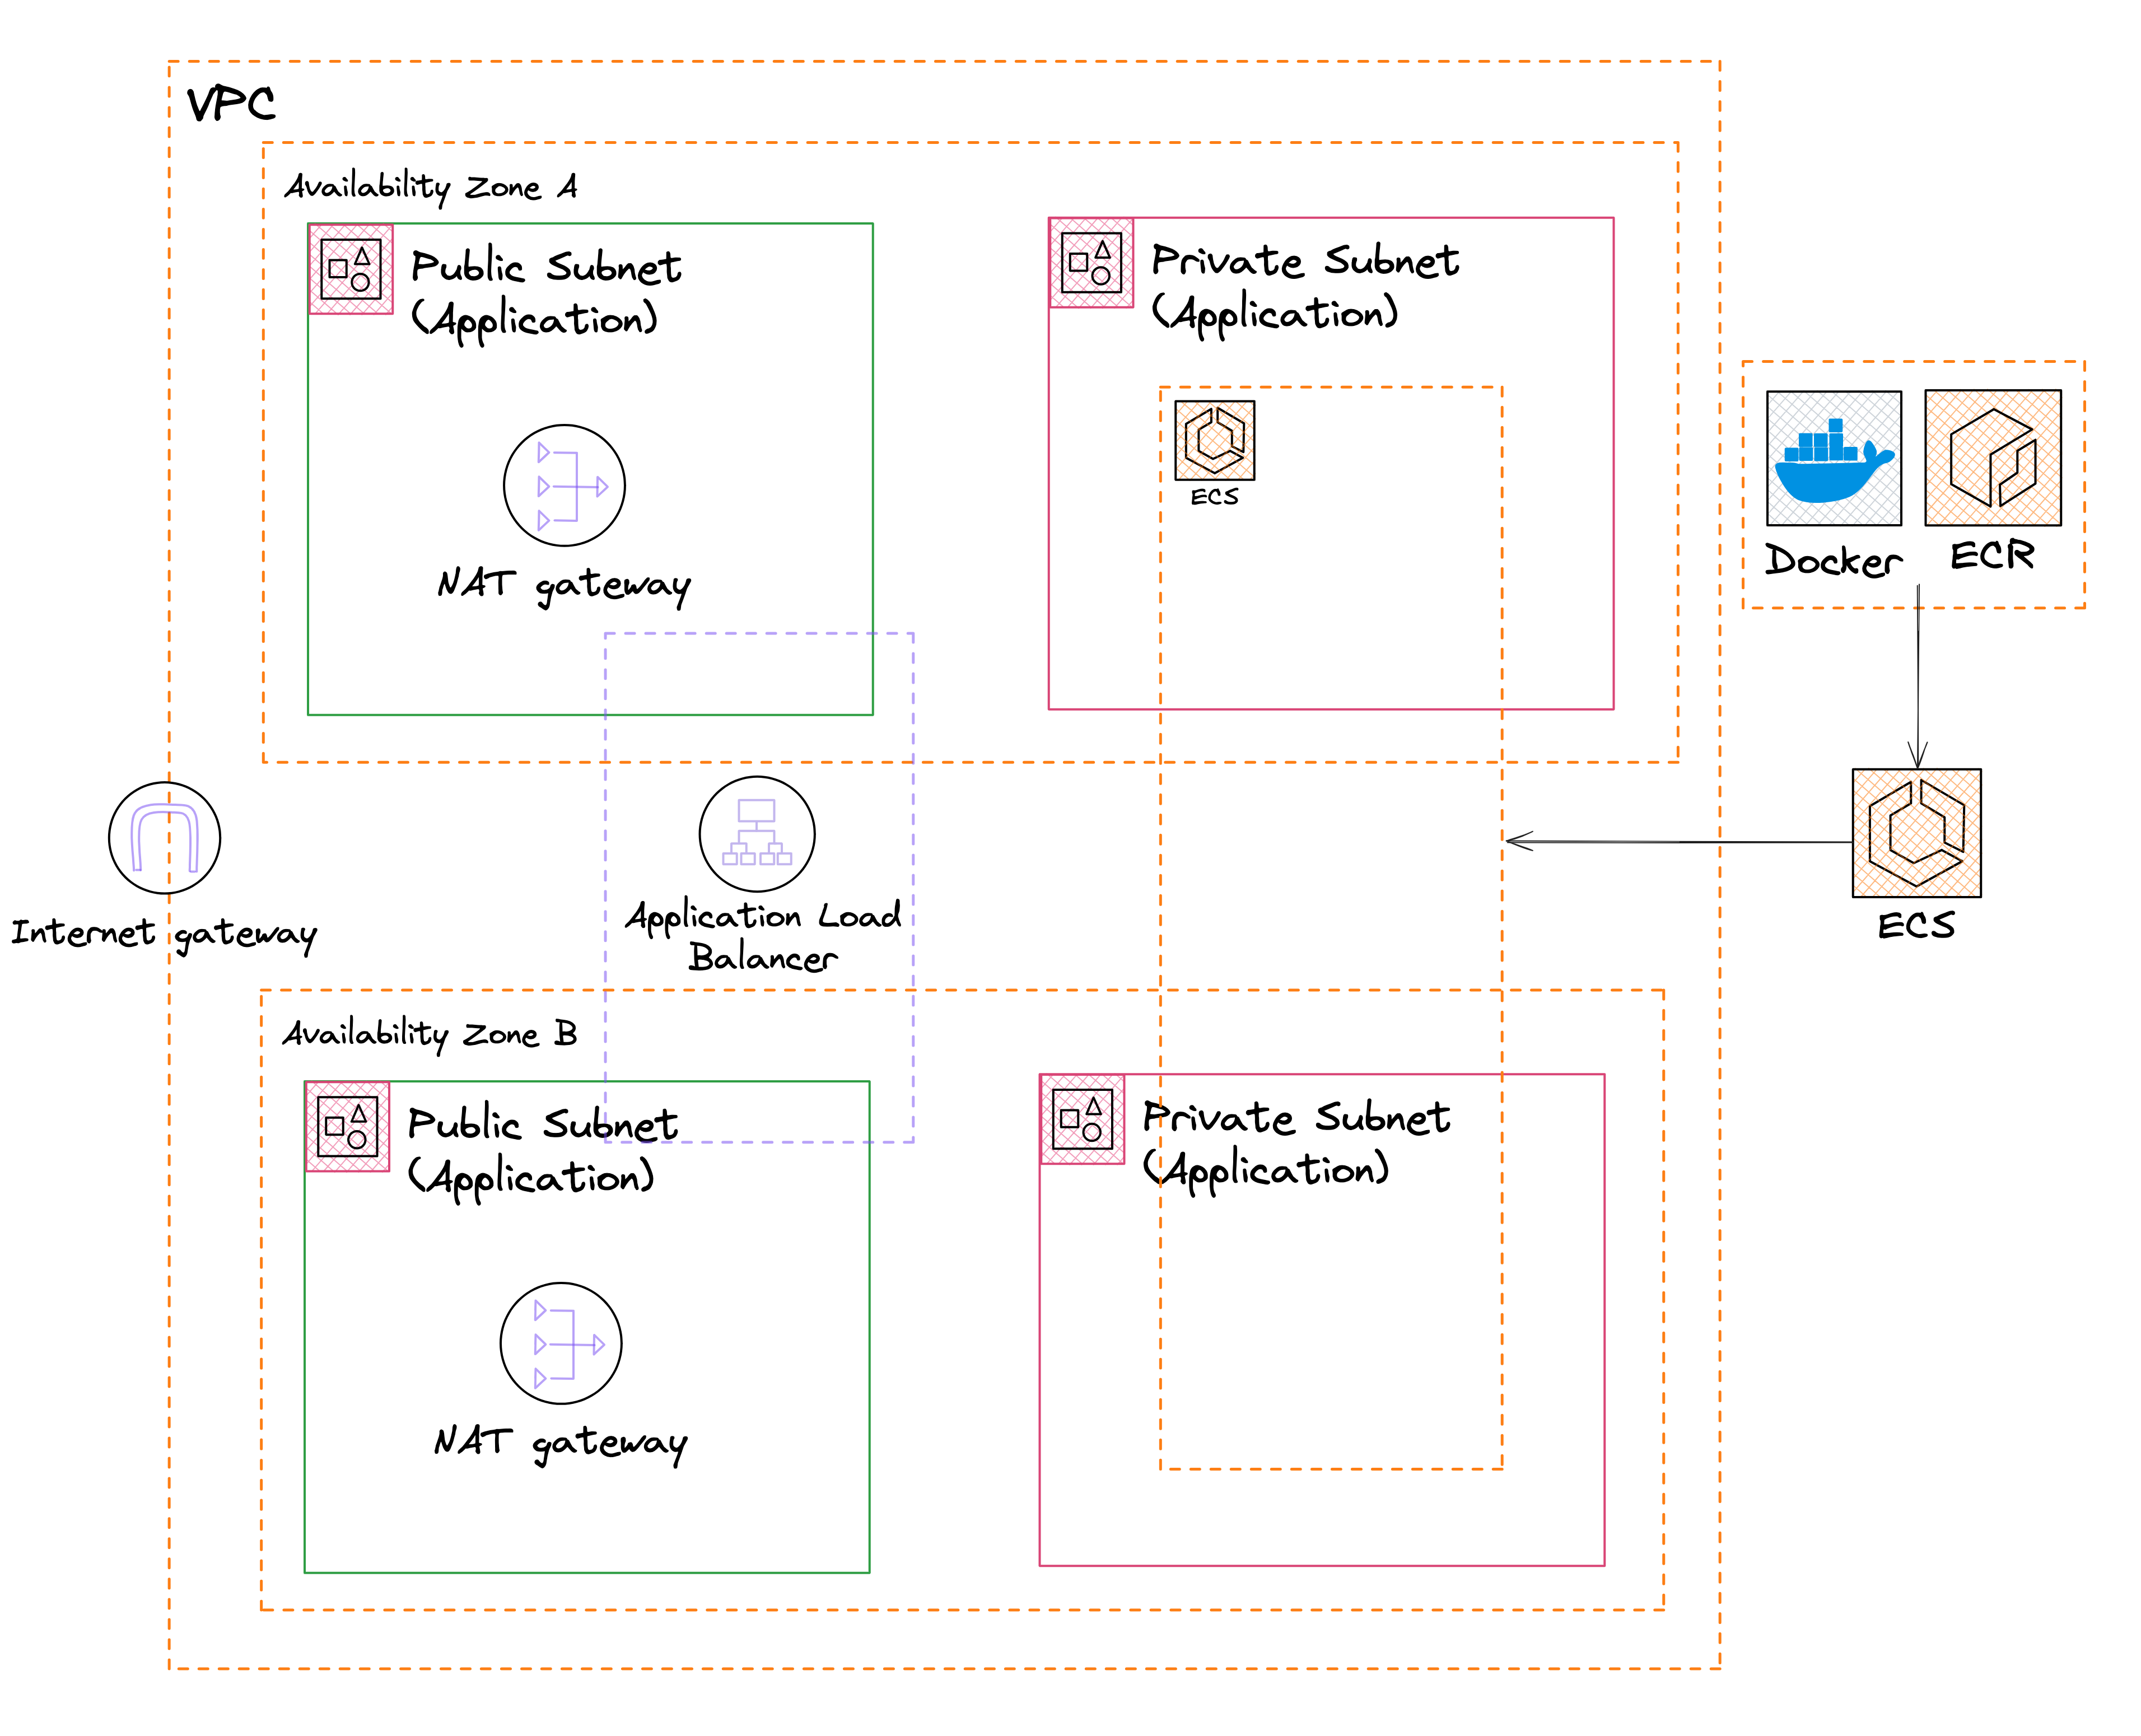 VPC
Availability Zone A
Public Subnet
(Application)
Private Subnet
(Application)
ECS
NAT gateway
Docker
ECR
Internet gateway
Application Load
Balancer
ECS
Availability Zone B
Public Subnet
(Application)
Private Subnet
(Application)
NAT gateway